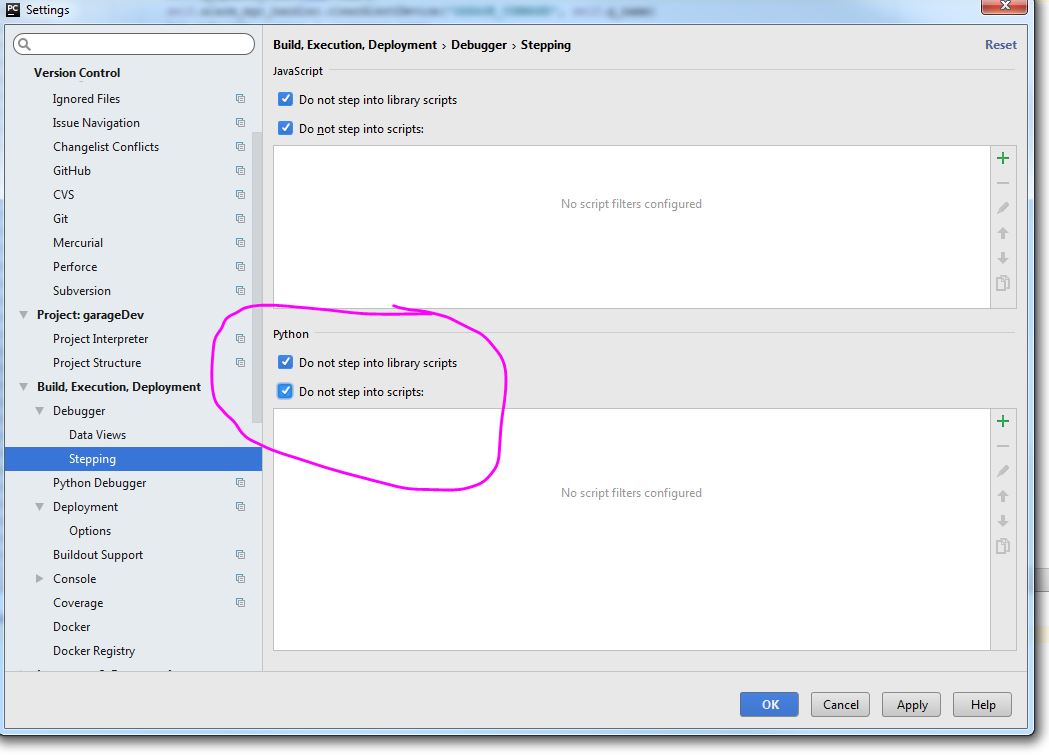 PC Settings
Build, Execution, Deployment › Debugger › Stepping
Reset
Version Control
Ignored Files
Issue Navigation
Changelist Conflicts
GitHub
CVS
Git
Mercurial
Perforce
Subversion
Project: garageDev
Project Interpreter
Project Structure
Build, Execution, Deployment
Debugger
Data Views
Stepping
Python Debugger
Deployment
Options
Buildout Support
Console
Coverage
Docker
Docker Registry
JavaScript
Do not step into library scripts
Do not step into scripts:
No script filters configured
Python
Do not step into library scripts
Do not step into scripts:
No script filters configured
OK
Cancel
Apply
Help